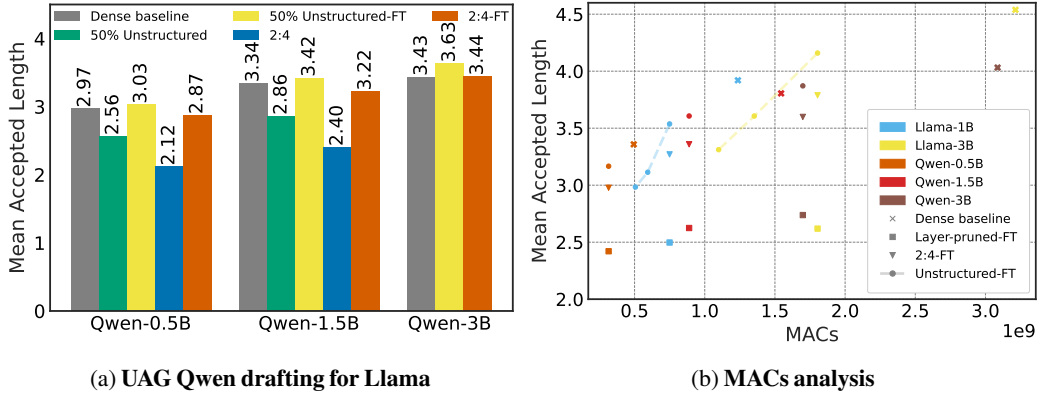 Dense baseline
50% Unstructured
50% Unstructured-FT
2:4
2:4-FT
Mean Accepted Length
4
3
2
1
0
2.97
2.56
3.03
2.12
2.87
3.34
2.86
3.42
2.40
3.22
3.43
3.63
3.44
Qwen-0.5B
Qwen-1.5B
Qwen-3B
(a) UAG Qwen drafting for Llama
Mean Accepted Length
4.5
4.0
3.5
3.0
2.5
2.0
Llama-1B
Llama-3B
Qwen-0.5B
Qwen-1.5B
Qwen-3B
Dense baseline
Layer-pruned-FT
2:4-FT
Unstructured-FT
0.5
1.0
1.5
2.0
2.5
3.0
1e9
MACs
(b) MACs analysis